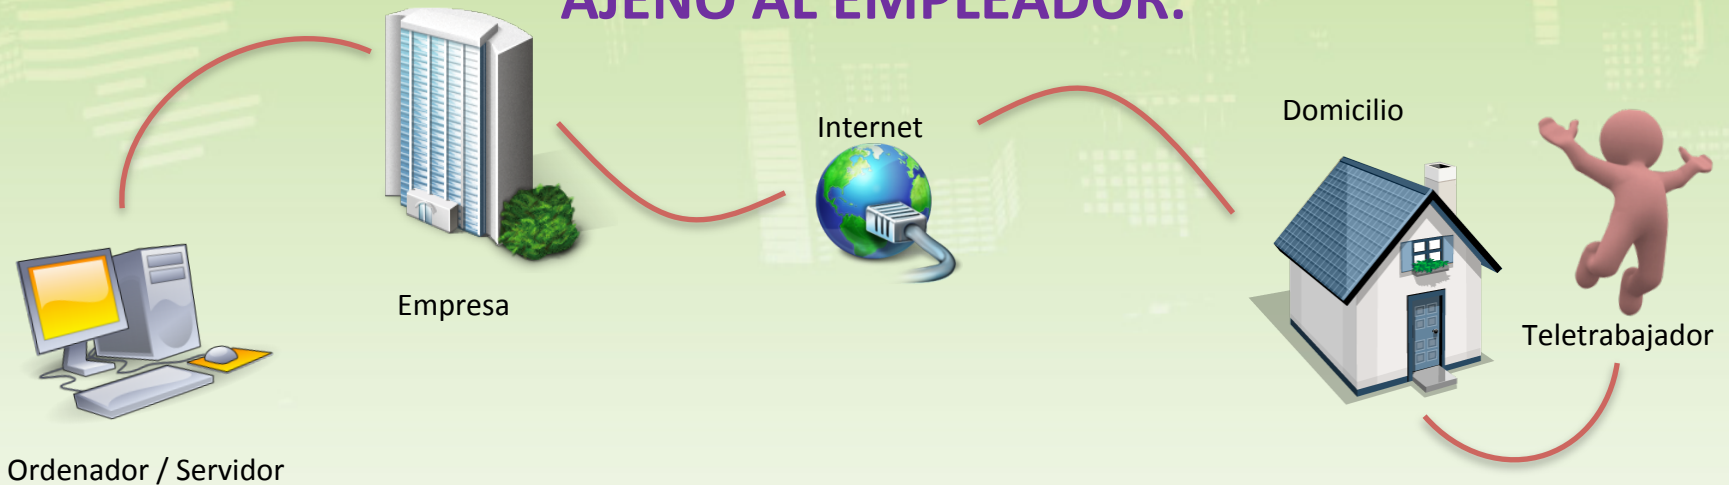 AJENO AL EMPLEADOR.
Domicilio
Internet
Empresa
Teletrabajador
Ordenador / Servidor